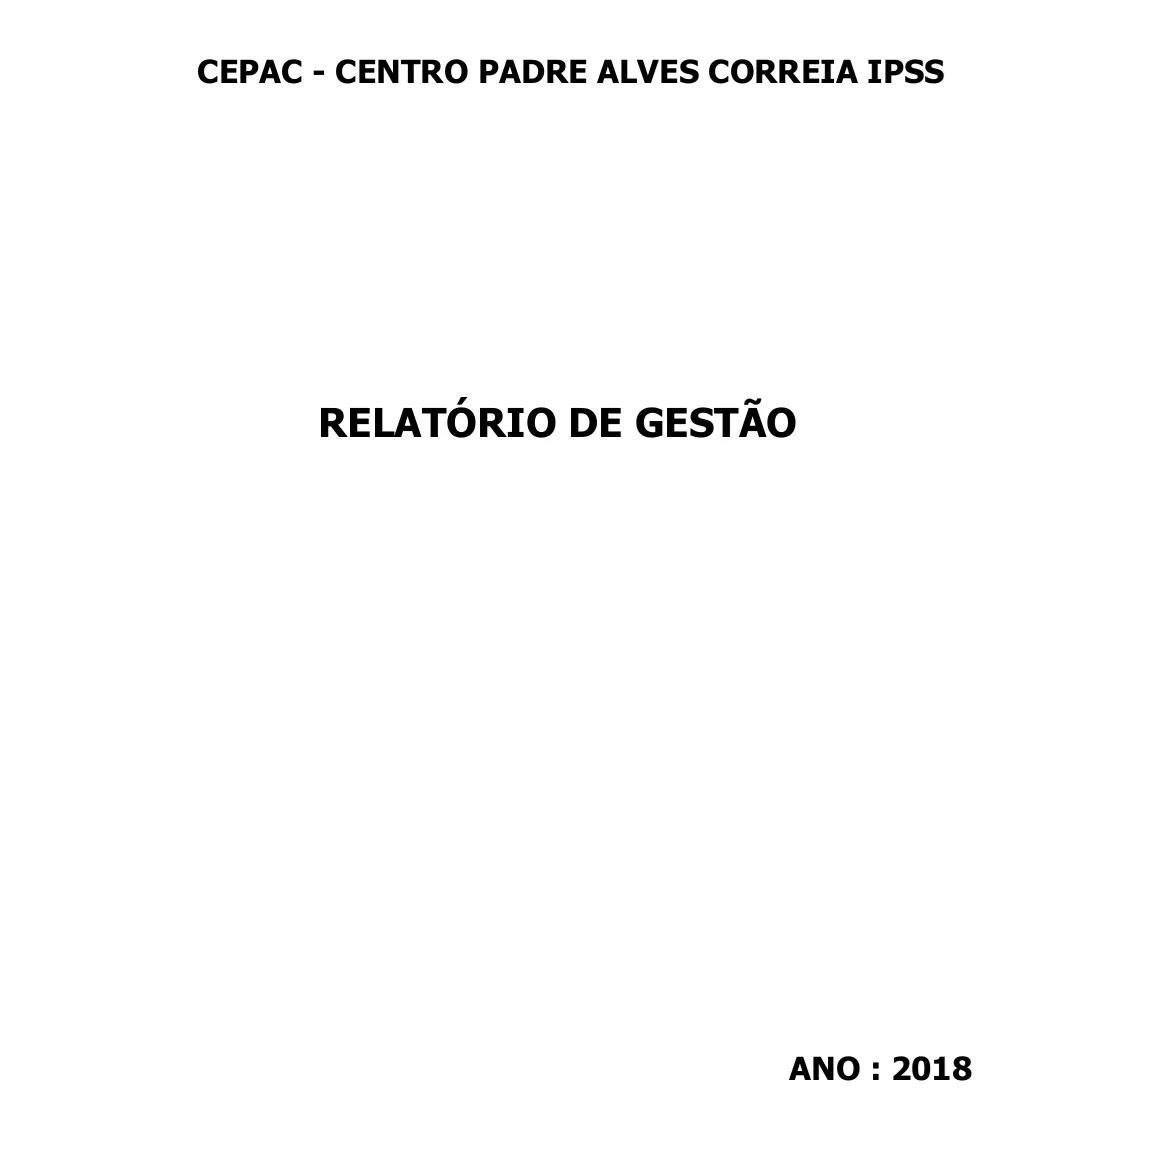 CEPAC - CENTRO PADRE ALVES CORREIA IPSS
RELATÓRIO DE GESTÃO
ANO : 2018